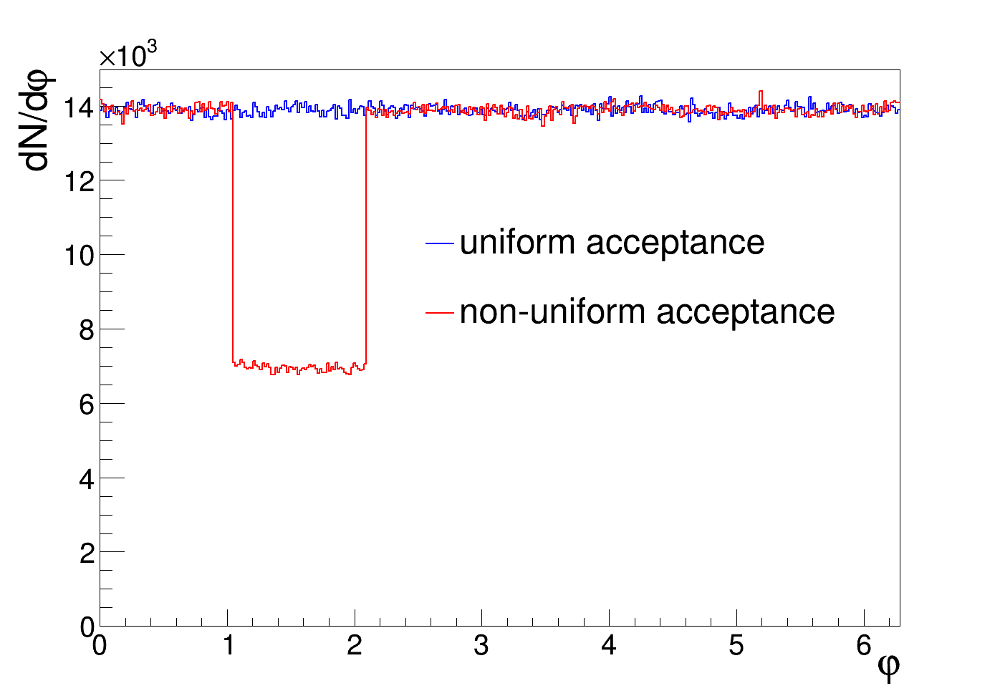 ×10³
dN/dφ
14
12
10
8
6
4
2
0
uniform acceptance
non-uniform acceptance
0 1 2 3 4 5 6
φ